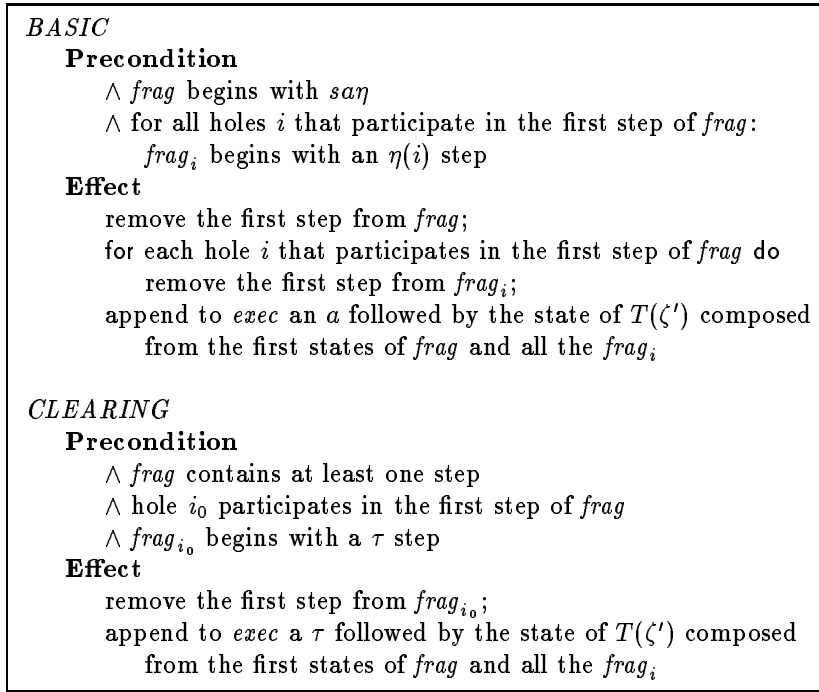 BASIC
Precondition
∧ frag begins with saη
∧ for all holes i that participate in the first step of frag:
frag_i begins with an η(i) step
Effect
remove the first step from frag;
for each hole i that participates in the first step of frag do
remove the first step from frag_i;
append to exec an a followed by the state of T(ζ′) composed
from the first states of frag and all the frag_i
CLEARING
Precondition
∧ frag contains at least one step
∧ hole i₀ participates in the first step of frag
∧ frag_{i₀} begins with a τ step
Effect
remove the first step from frag_{i₀};
append to exec a τ followed by the state of T(ζ′) composed
from the first states of frag and all the frag_i